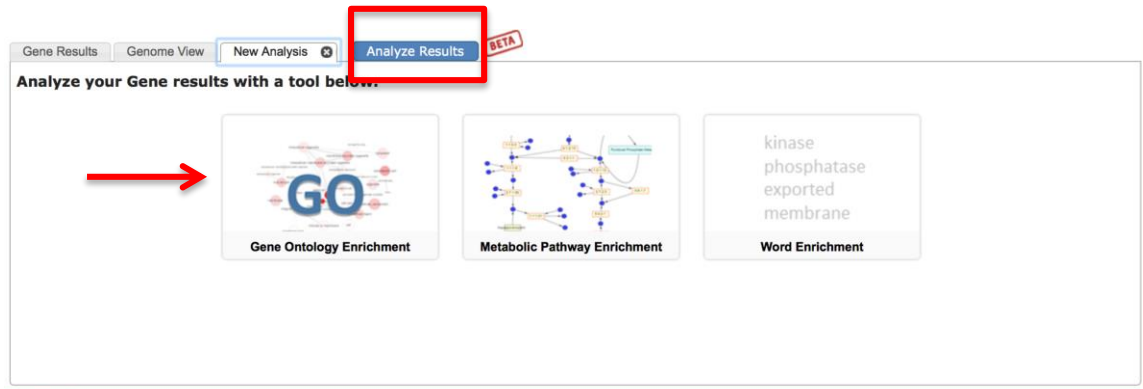 Gene Results Genome View New Analysis Analyze Results BETA
Analyze your Gene results with a tool below.
GO
kinase
phosphatase
exported
membrane
Gene Ontology Enrichment Metabolic Pathway Enrichment Word Enrichment